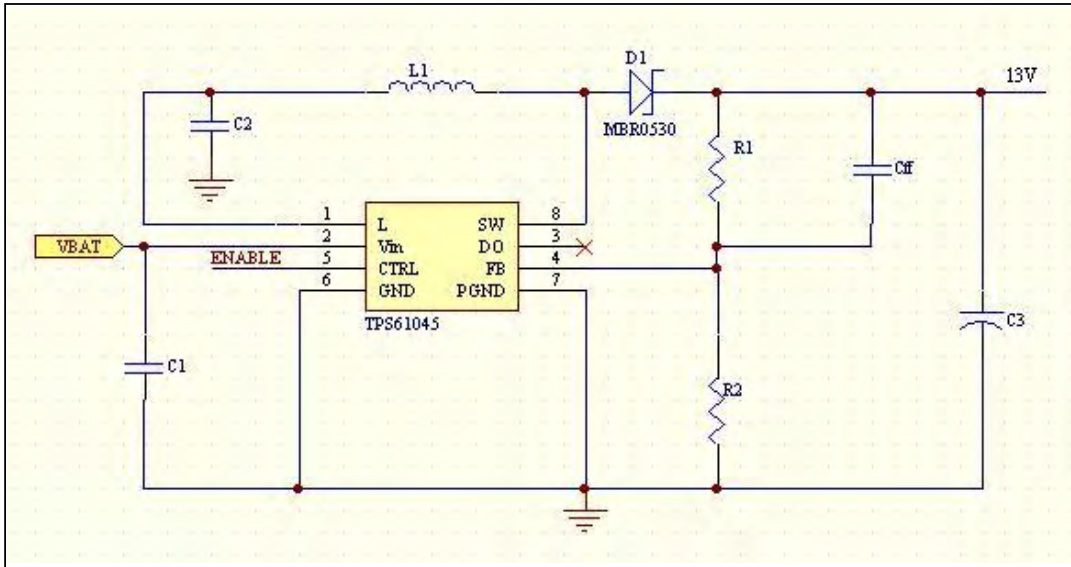 D1
L1
13V
C2
MBR0530
R1
Cff
1
L
SW
8
VBAT
2
Vin
DO
3
ENABLE
5
CTRL
FB
4
6
GND
PGND
7
TPS61045
C3
C1
R2